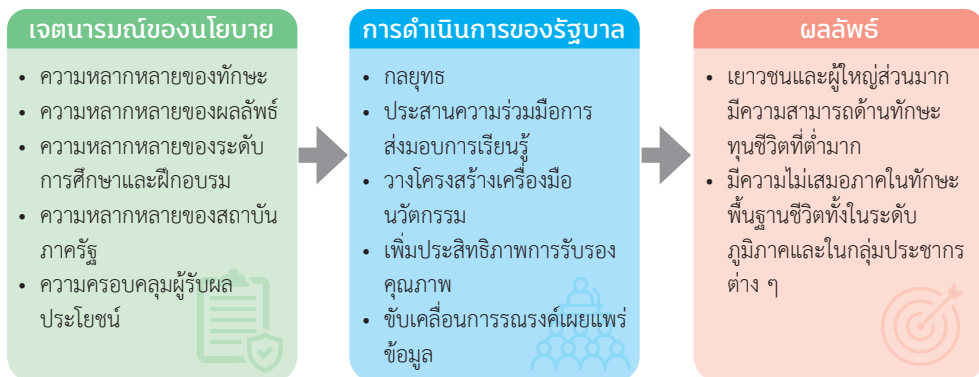 เจตนารมณ์ของนโยบาย
• ความหลากหลายของทักษะ
• ความหลากหลายของผลลัพธ์
• ความหลากหลายของระดับ
การศึกษาและฝึกอบรม
• ความหลากหลายของสถาบัน
ภาครัฐ
• ความครอบคลุมผู้รับผล
ประโยชน์
การดำเนินการของรัฐบาล
• กลยุทธ
• ประสานความร่วมมือการ
ส่งมอบการเรียนรู้
• วางโครงสร้างเครื่องมือ
นวัตกรรม
• เพิ่มประสิทธิภาพการรับรอง
คุณภาพ
• ขับเคลื่อนการรณรงค์เผยแพร่
ข้อมูล
ผลลัพธ์
• เยาวชนและผู้ใหญ่ส่วนมาก
มีความสามารถด้านทักษะ
ทุนชีวิตที่ต่ำมาก
• มีความไม่เสมอภาคในทักษะ
พื้นฐานชีวิตทั้งในระดับ
ภูมิภาคและในกลุ่มประชากร
ต่าง ๆ